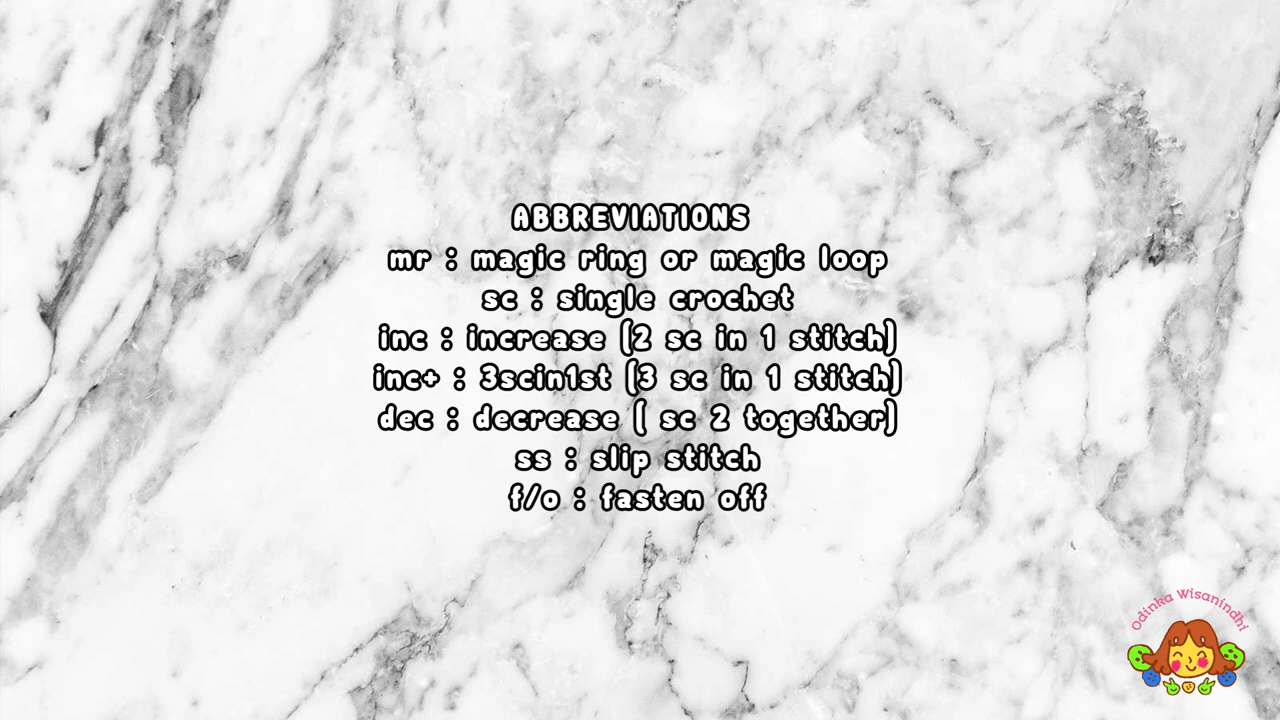 ABBREVIATIONS
mr : magic ring or magic loop
sc : single crochet
inc : increase (2 sc in 1 stitch)
inc+ : 3scin1st (3 sc in 1 stitch)
dec : decrease ( sc 2 together)
ss : slip stitch
f/o : fasten off
Odinka Wisanindhi